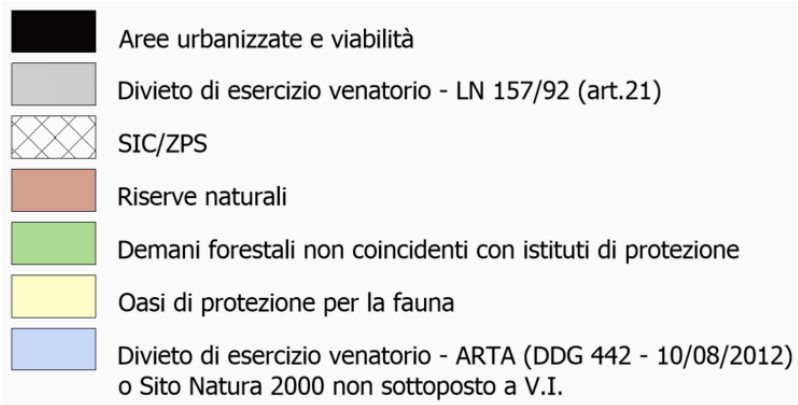 Aree urbanizzate e viabilità
Divieto di esercizio venatorio - LN 157/92 (art.21)
SIC/ZPS
Riserve naturali
Demani forestali non coincidenti con istituti di protezione
Oasi di protezione per la fauna
Divieto di esercizio venatorio - ARTA (DDG 442 - 10/08/2012)
o Sito Natura 2000 non sottoposto a V.I.